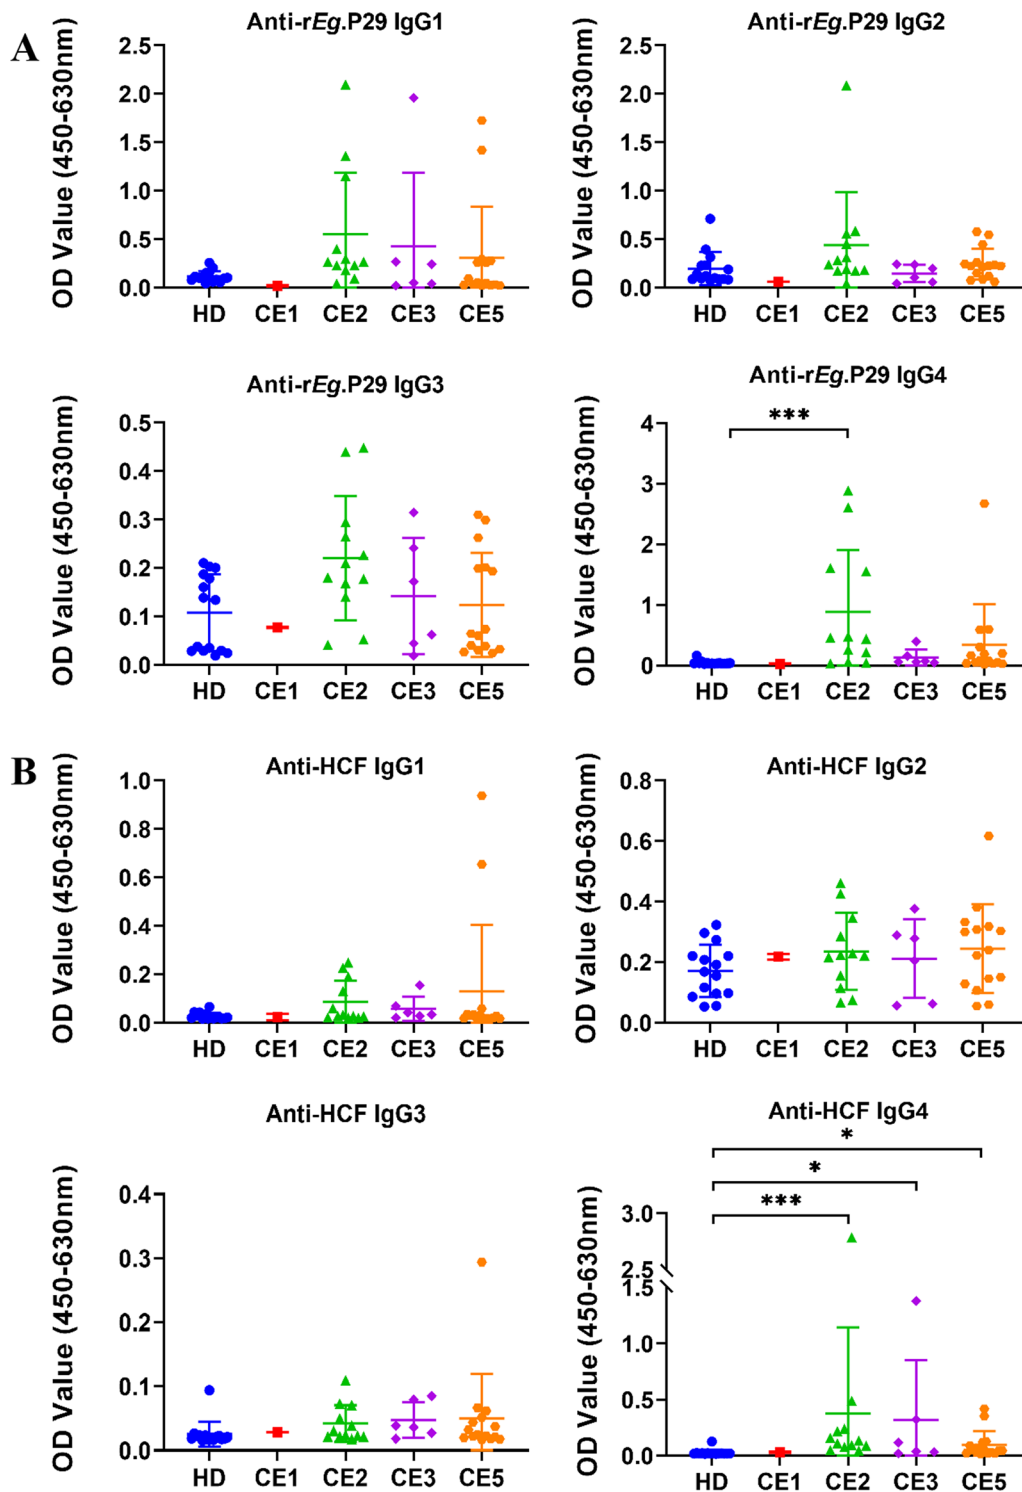 A
Anti-rEg.P29 IgG1
OD Value (450-630nm)
2.5
2.0
1.5
1.0
0.5
0.0
HD CE1 CE2 CE3 CE5
Anti-rEg.P29 IgG2
OD Value (450-630nm)
2.5
2.0
1.5
1.0
0.5
0.0
HD CE1 CE2 CE3 CE5
Anti-rEg.P29 IgG3
OD Value (450-630nm)
0.5
0.4
0.3
0.2
0.1
0.0
HD CE1 CE2 CE3 CE5
Anti-rEg.P29 IgG4
***
OD Value (450-630nm)
4
3
2
1
0
HD CE1 CE2 CE3 CE5
B
Anti-HCF IgG1
OD Value (450-630nm)
1.0
0.8
0.6
0.4
0.2
0.0
HD CE1 CE2 CE3 CE5
Anti-HCF IgG2
OD Value (450-630nm)
0.8
0.6
0.4
0.2
0.0
HD CE1 CE2 CE3 CE5
Anti-HCF IgG3
OD Value (450-630nm)
0.4
0.3
0.2
0.1
0.0
HD CE1 CE2 CE3 CE5
Anti-HCF IgG4
*
*
***
OD Value (450-630nm)
3.0
2.5
1.5
1.0
0.5
0.0
HD CE1 CE2 CE3 CE5